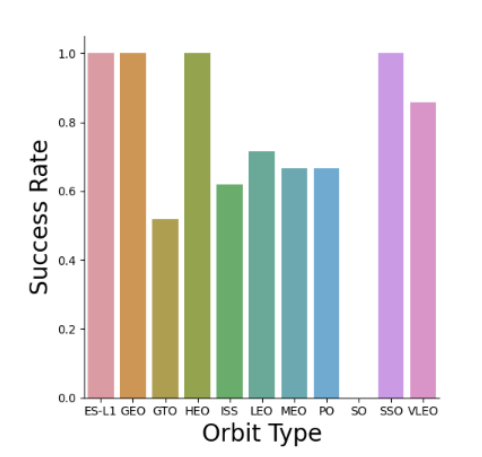 1.0
0.8
0.6
0.4
0.2
0.0
Success Rate
ES-L1 GEO GTO HEO ISS LEO MEO PO SO SSO VLEO
Orbit Type